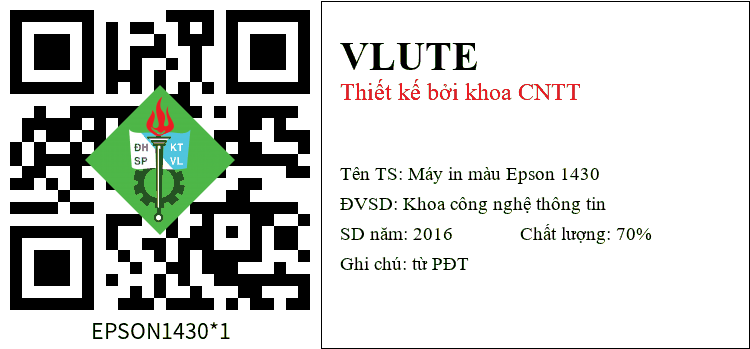 ĐH KT
SP VL
EPSON1430*1
VLUTE
Thiết kế bởi khoa CNTT
Tên TS: Máy in màu Epson 1430
ĐVSD: Khoa công nghệ thông tin
SD năm: 2016 Chất lượng: 70%
Ghi chú: từ PĐT